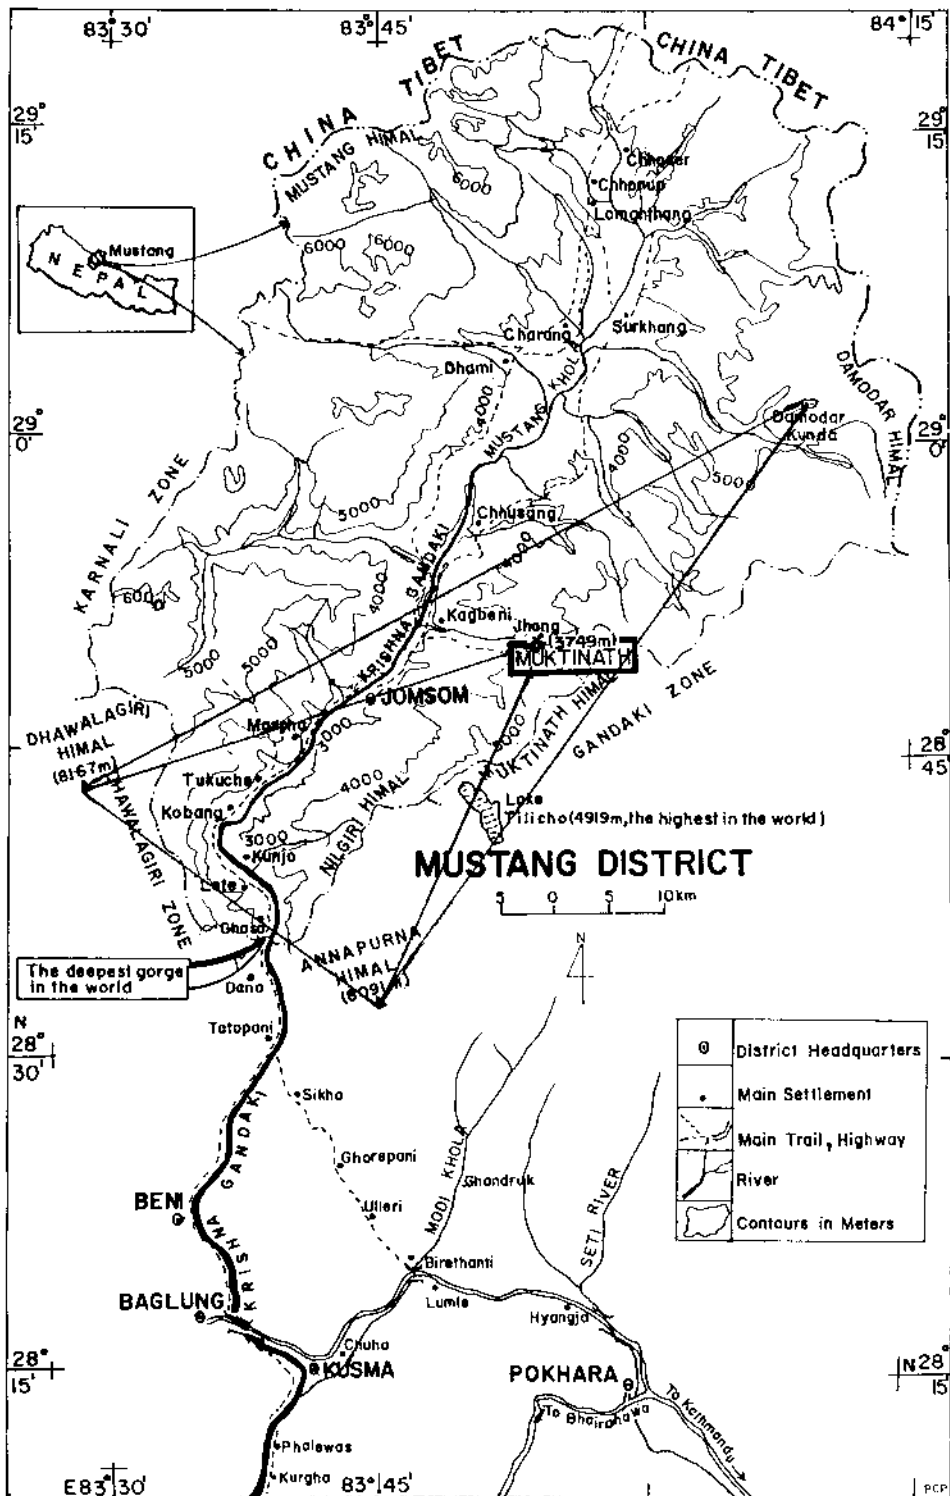 83° 30'
83° 45'
84° 15'
CHINA TIBET
CHINA TIBET
29° 15'
29° 15'
MUSTANG HIMAL
6000
Chhoser
Chhonup
Lomanthang
Mustang
NEPAL
6000
6000
Charang
Surkhang
Dhami
MUSTANG KHOLA
4000
DAMODAR HIMAL
Damodar
Kunda
29° 0'
29° 0'
KARNALI ZONE
5000
4000
5000
Chhusang
4000
6000
4000
KRISHNA GANDAKI
Kagbeni
Jhong
(3749m)
MUKTINATH
5000
5000
JOMSOM
Marpha
3000
5000
MUKTINATH HIMAL
GANDAKI ZONE
DHAWALAGIRI
HIMAL
(8167m)
28° 45'
Tukuche
4000
Kobang
DHAWALAGIRI ZONE
3000
Kunjo
NILGIRI HIMAL
Lake
Tilicho (4919m, the highest in the world)
MUSTANG DISTRICT
5 0 5 10 km
Lete
Ghasa
ANNAPURNA
HIMAL
(8091m)
N
The deepest gorge
in the world
Dana
Tatopani
N
28° 30'
District Headquarters
Main Settlement
Main Trail, Highway
River
Contours in Meters
Sikha
KRISHNA GANDAKI
Ghorepani
MODI KHOLA
Ghandruk
SETI RIVER
BENI
Ulleri
Birethanti
BAGLUNG
Lumle
Hyangja
Chuha
KUSMA
28° 15'
N 28° 15'
POKHARA
To Bhairahawa
To Kathmandu
Phalewas
Kurgha
E83° 30'
83° 45'
PCP